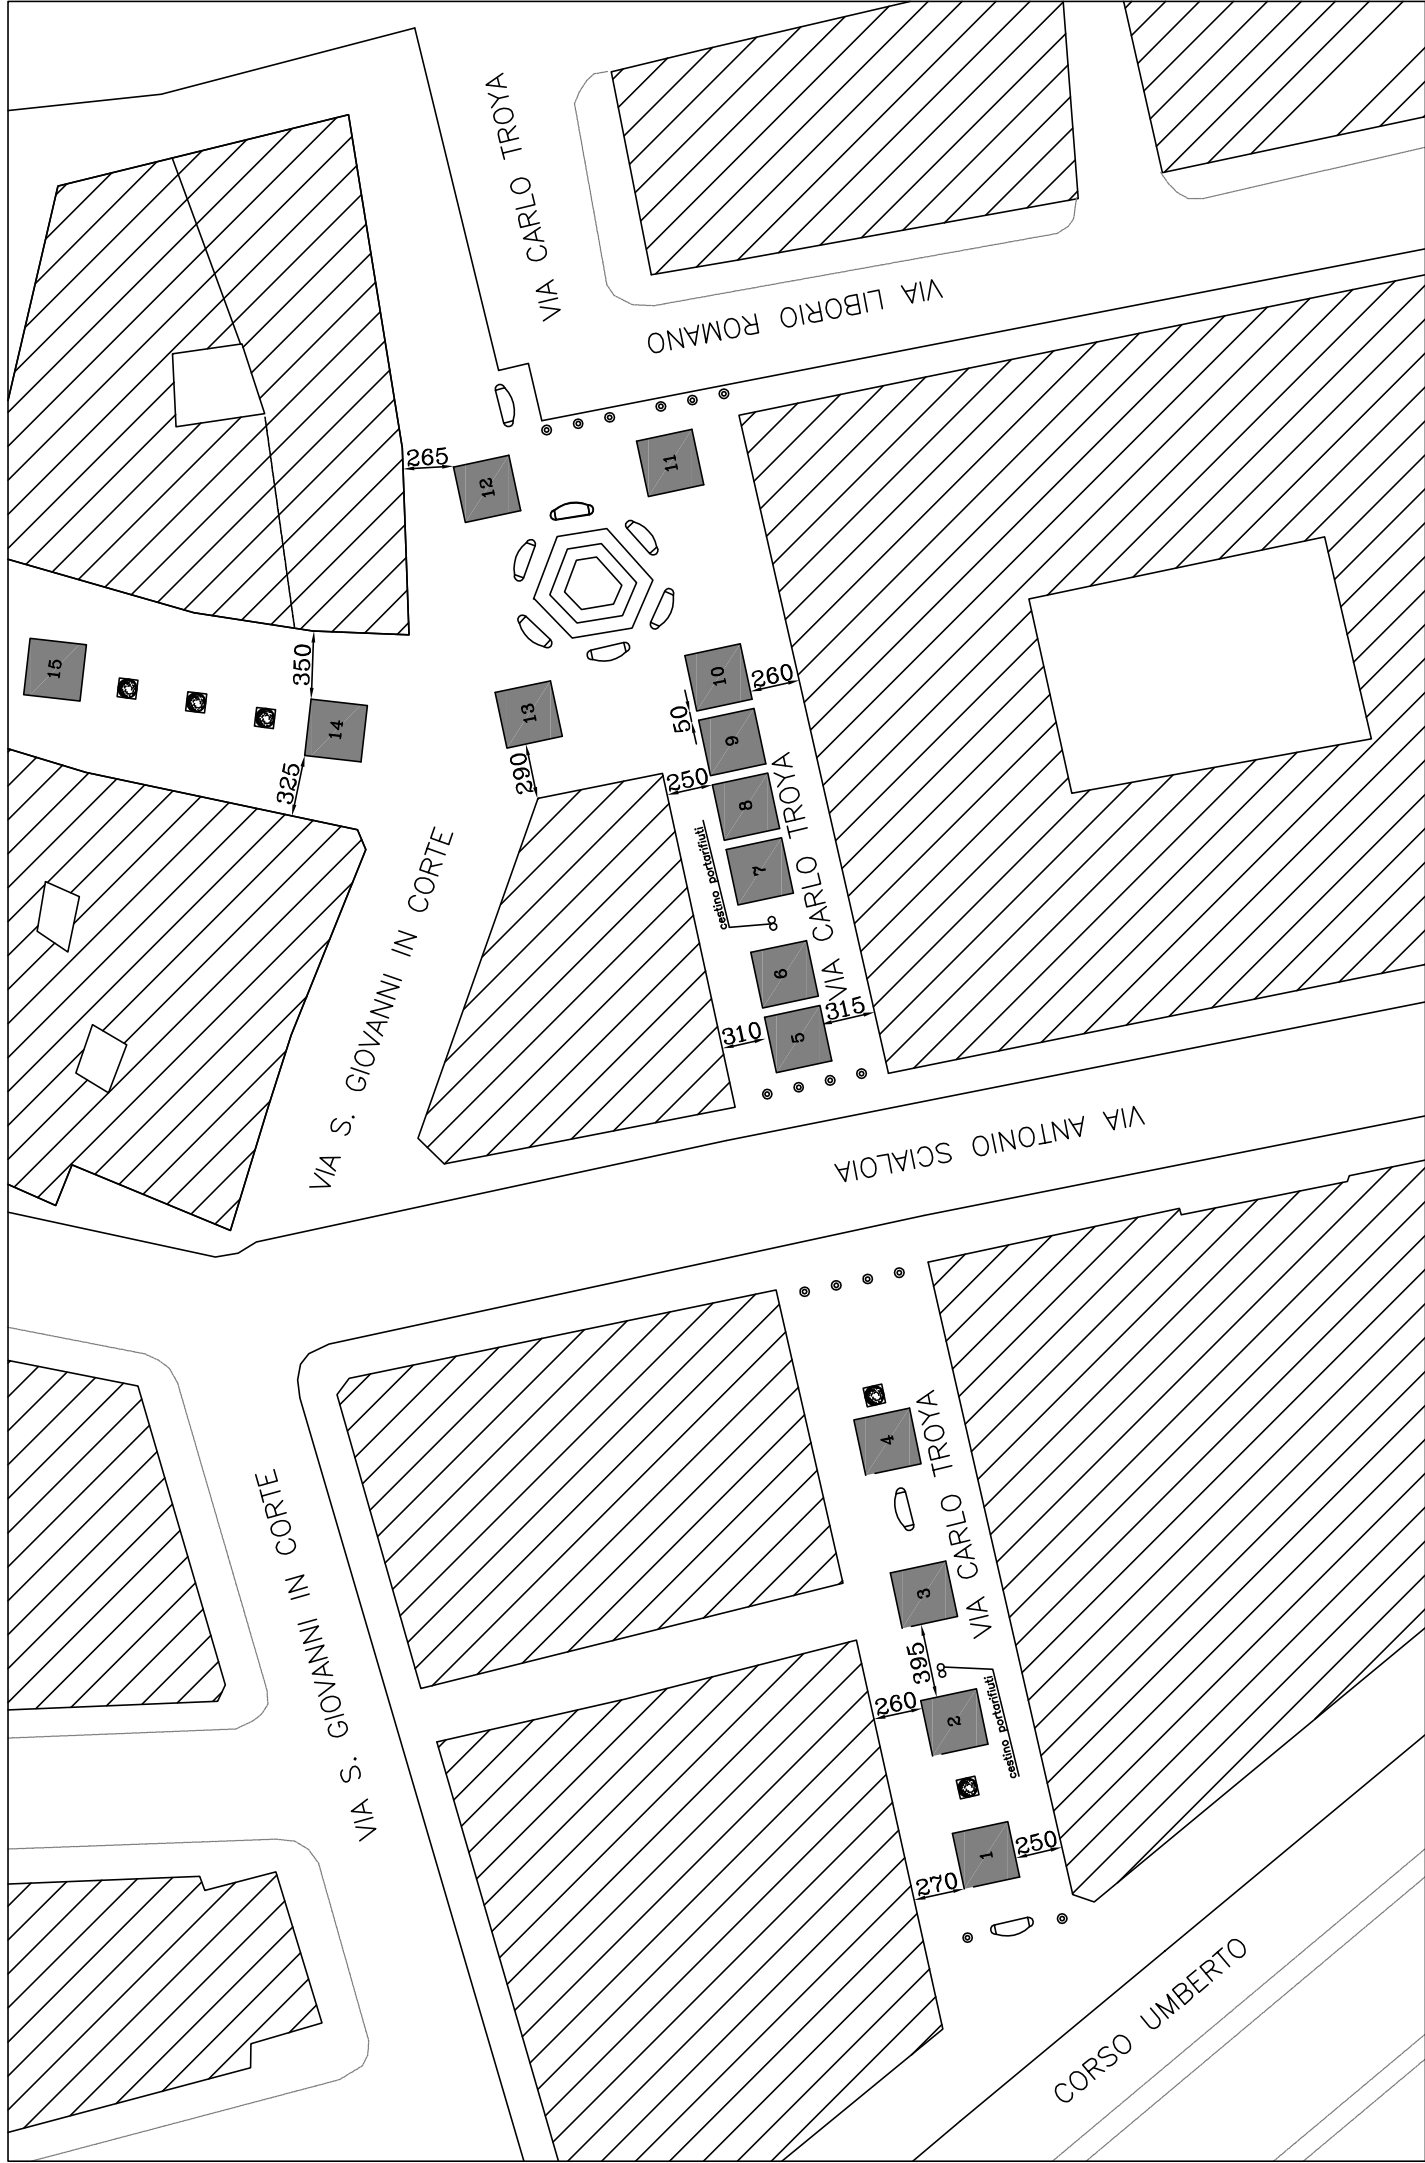 VIA CARLO TROYA
VIA LIBORIO ROMANO
265
12
11
15
350
14
325
13
290
10
260
50
9
250
8
7
cestino portarifiuti
VIA CARLO TROYA
6
5
310
315
VIA S. GIOVANNI IN CORTE
VIA ANTONIO SCIALOIA
4
VIA CARLO TROYA
3
395
260
2
cestino portarifiuti
1
250
270
VIA S. GIOVANNI IN CORTE
CORSO UMBERTO